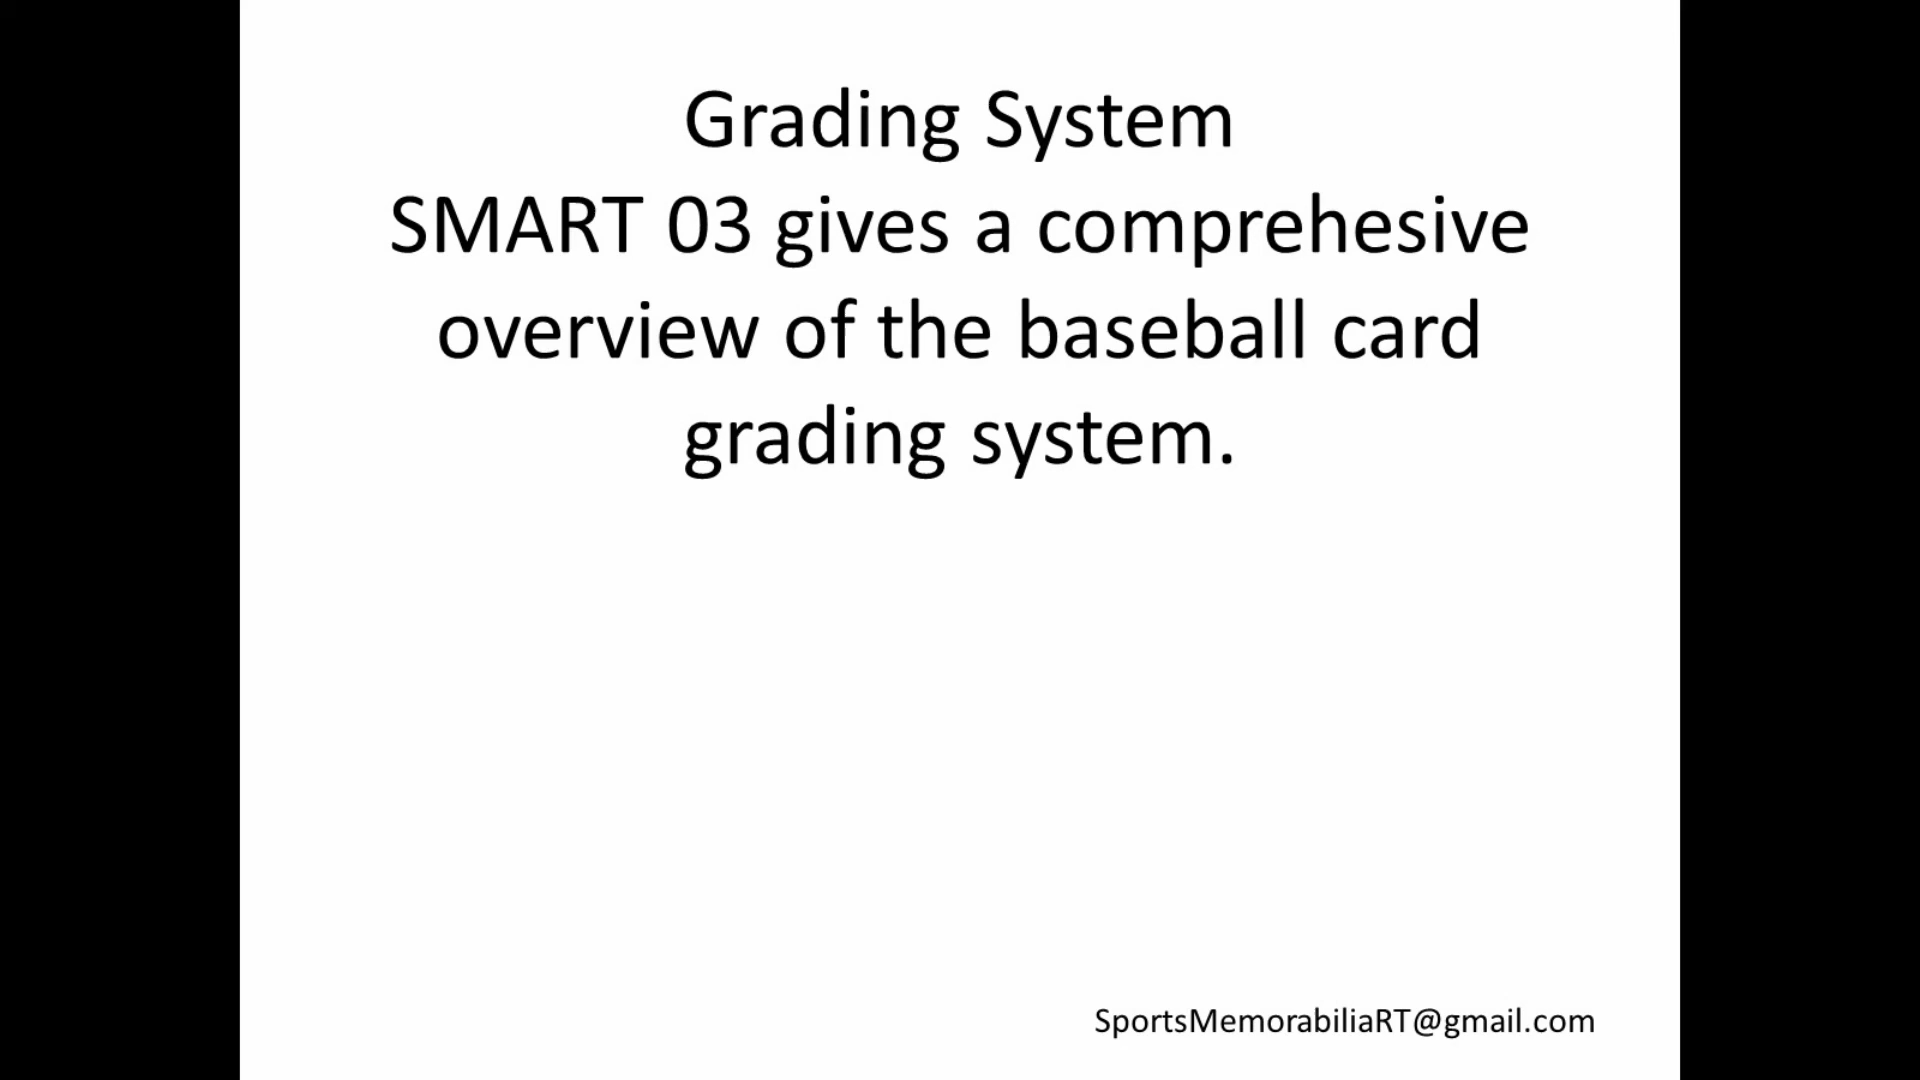 Grading System
SMART 03 gives a comprehesive
overview of the baseball card
grading system.
SportsMemorabiliaRT@gmail.com